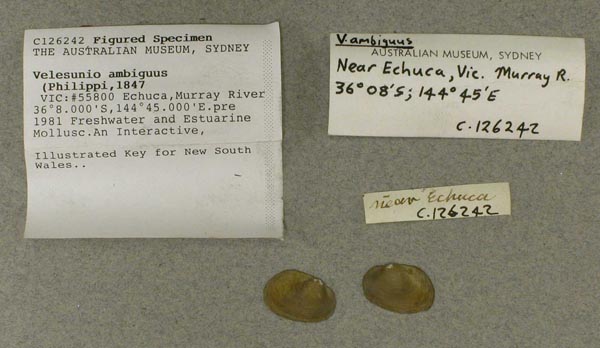 C126242 Figured Specimen
THE AUSTRALIAN MUSEUM, SYDNEY
Velesunio ambiguus
(Philippi,1847
VIC:#55800 Echuca,Murray River
36°8.000'S,144°45.000'E.pre
1981 Freshwater and Estuarine
Mollusc.An Interactive,
Illustrated Key for New South
Wales..
V.ambiguus
AUSTRALIAN MUSEUM, SYDNEY
Near Echuca, Vic. Murray R.
36°08'S; 144°45'E
C.126242
near Echuca
C.126242